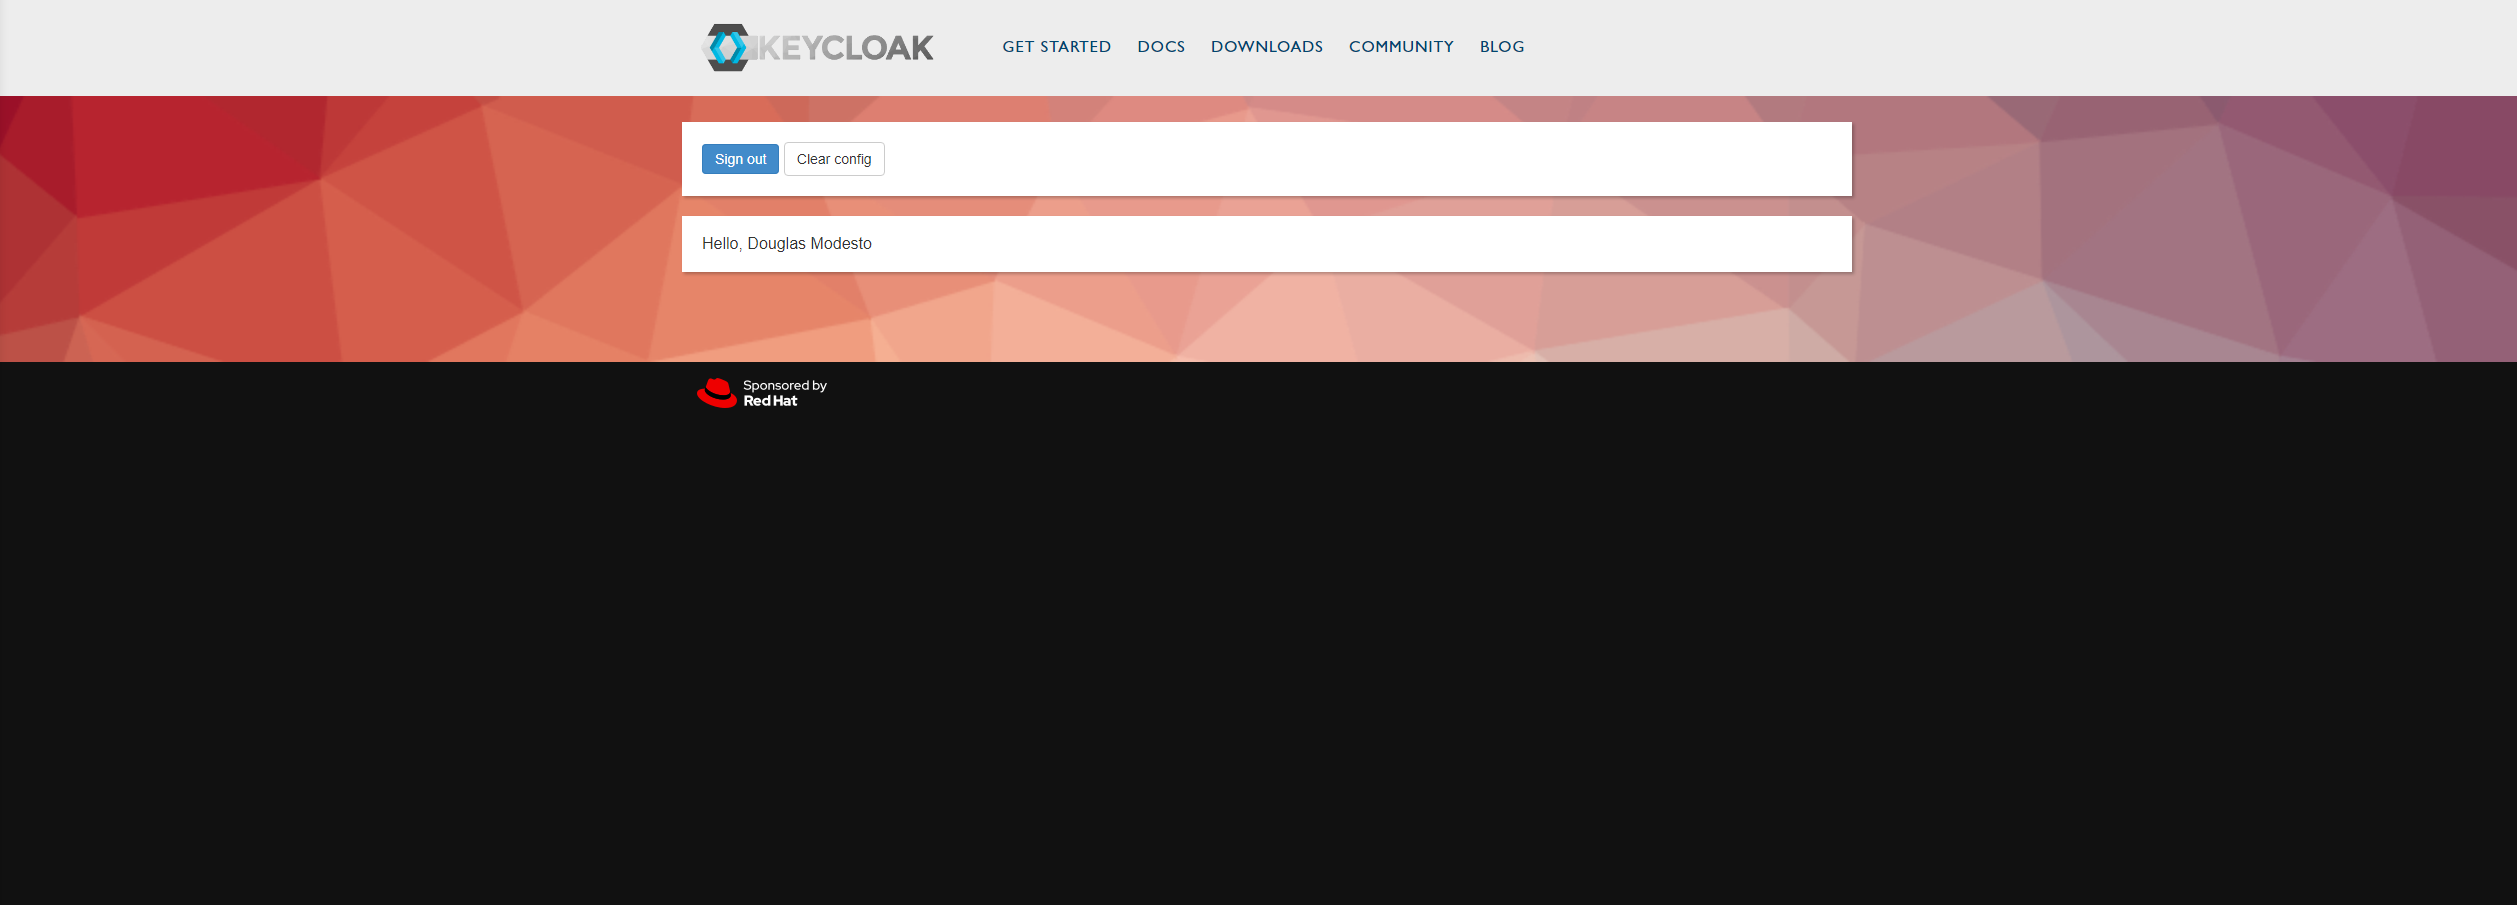 KEYCLOAK
GET STARTED DOCS DOWNLOADS COMMUNITY BLOG
Sign out Clear config
Hello, Douglas Modesto
Sponsored by
Red Hat